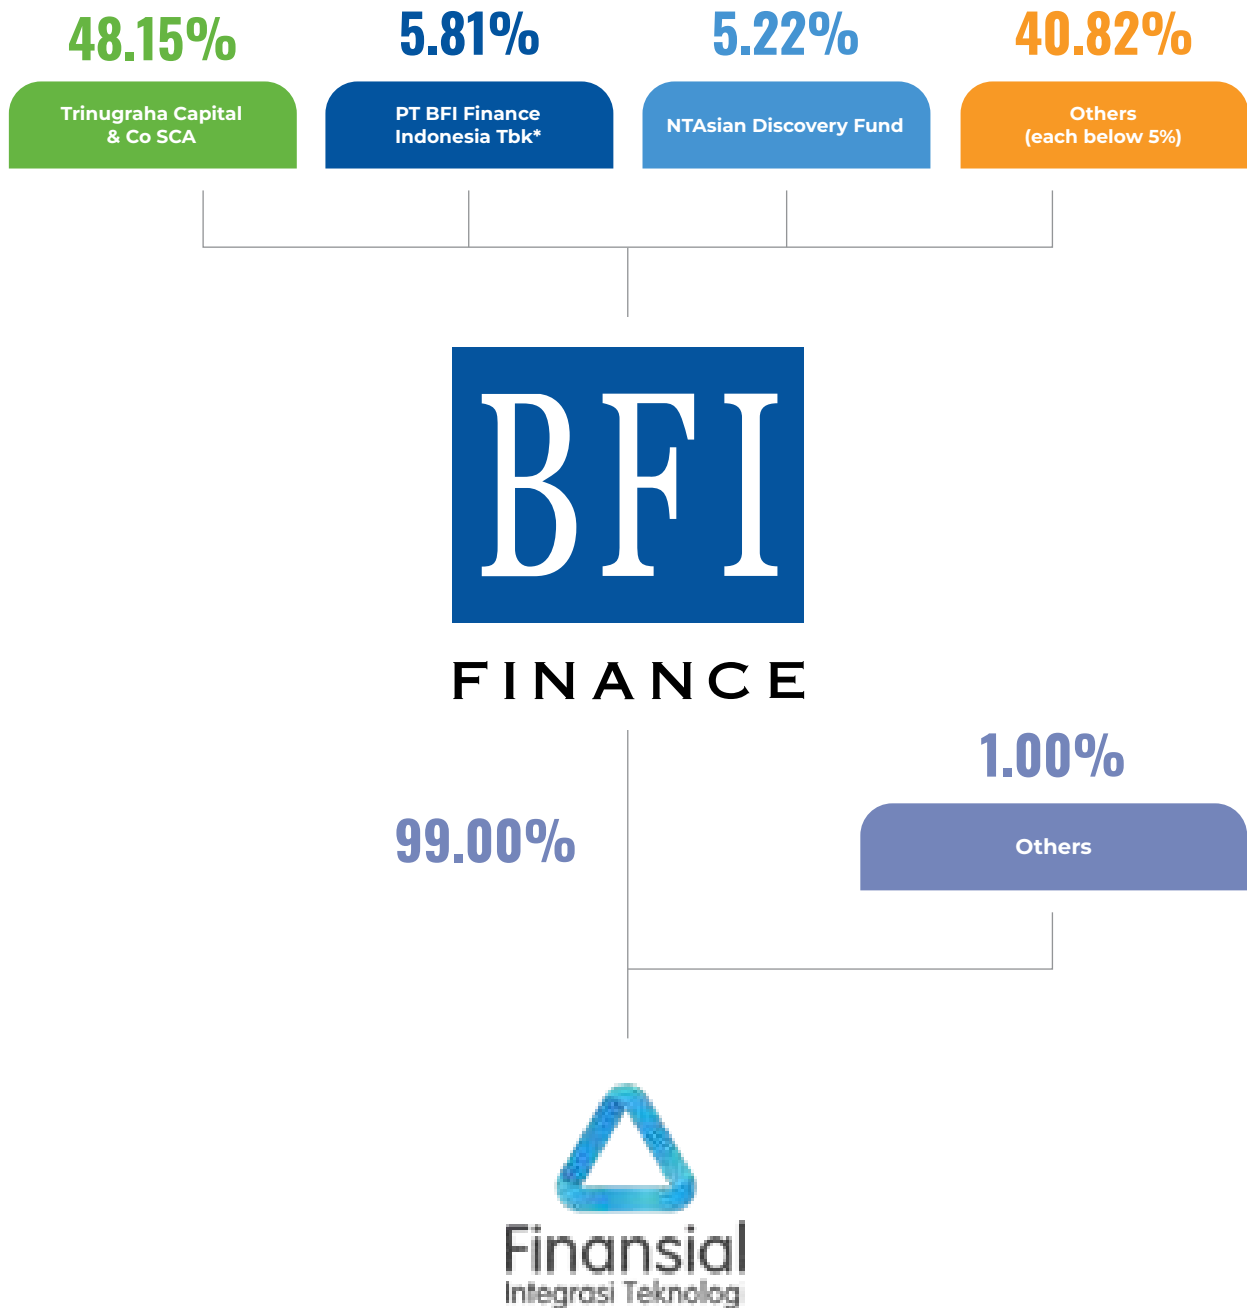 48.15%
5.81%
5.22%
40.82%
Trinugraha Capital
& Co SCA
PT BFI Finance
Indonesia Tbk*
NTAsian Discovery Fund
Others
(each below 5%)
BFI
FINANCE
1.00%
99.00%
Others
Finansial
Integrasi Teknologi